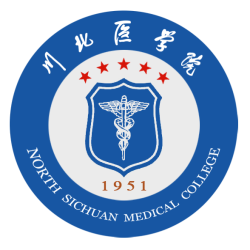 川北医学院
1951
NORTH SICHUAN MEDICAL COLLEGE